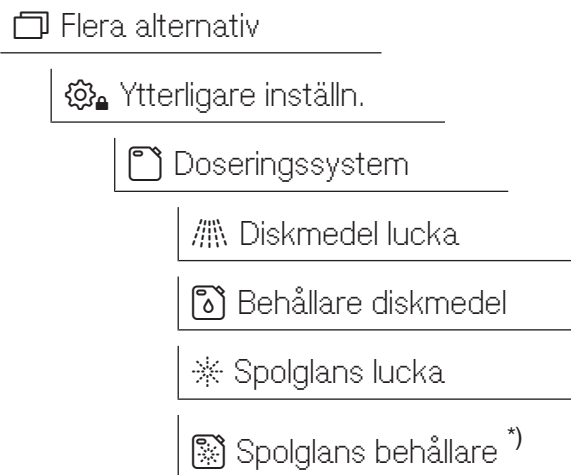 Flera alternativ
Ytterligare inställn.
Doseringssystem
Diskmedel lucka
Behållare diskmedel
Spolglans lucka
Spolglans behållare *)